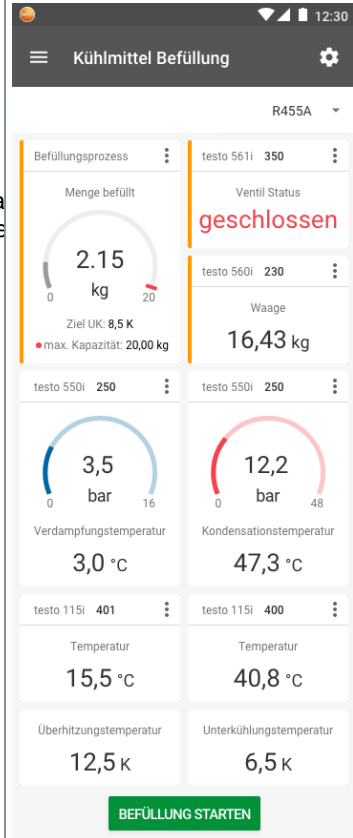 testo
12:30
Kühlmittel Befüllung
R455A
Befüllungsprozess
Menge befüllt
2.15
kg
0 20
Ziel UK: 8,5 K
max. Kapazität: 20,00 kg
testo 561i 350
Ventil Status
geschlossen
testo 560i 230
Waage
16,43 kg
testo 550i 250
3,5
bar
0 16
Verdampfungstemperatur
3,0 °C
testo 550i 250
12,2
bar
0 48
Kondensationstemperatur
47,3 °C
testo 115i 401
Temperatur
15,5 °C
testo 115i 400
Temperatur
40,8 °C
Überhitzungstemperatur
12,5 K
Unterkühlungstemperatur
6,5 K
BEFÜLLUNG STARTEN